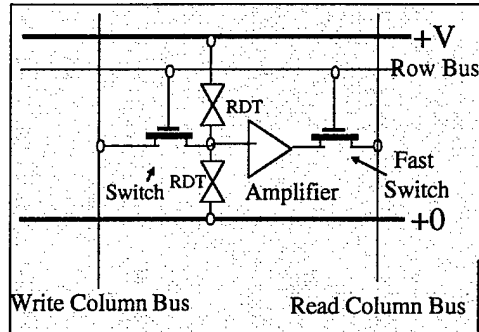 +V
Row Bus
RDT
Fast
Switch
Switch
RDT
Amplifier
+0
Write Column Bus
Read Column Bus